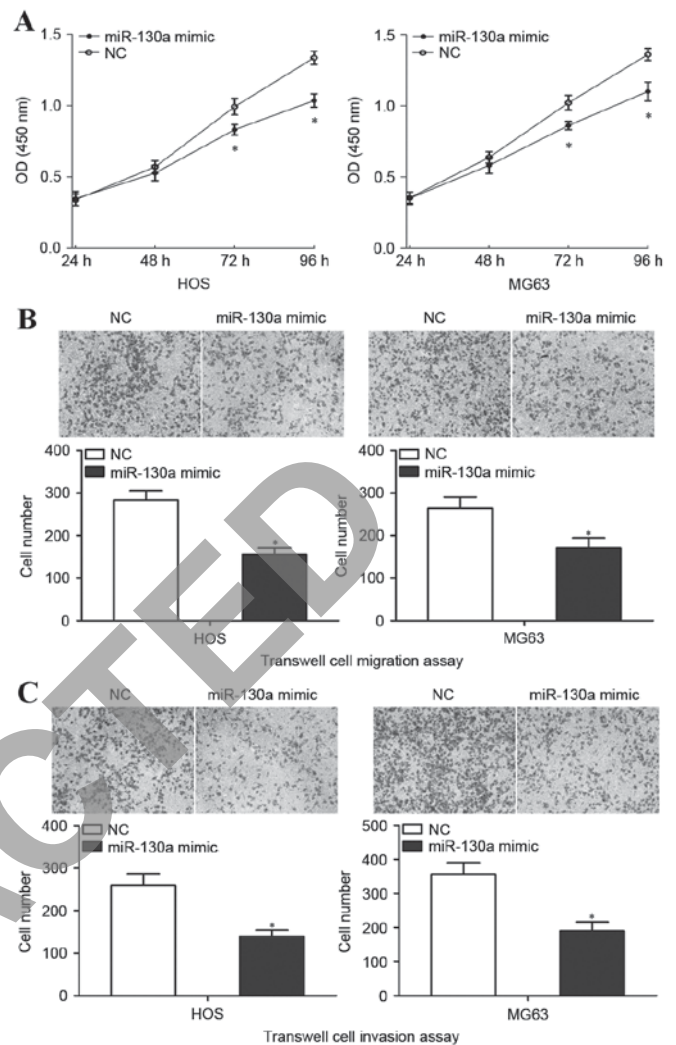 A
miR-130a mimic
NC
OD (450 nm)
1.5
1.0
0.5
0.0
24 h 48 h 72 h 96 h
HOS
*
*
miR-130a mimic
NC
OD (450 nm)
1.5
1.0
0.5
0.0
24 h 48 h 72 h 96 h
MG63
*
*
B
NC miR-130a mimic
NC miR-130a mimic
NC
miR-130a mimic
Cell number
400
300
200
100
0
*
HOS
NC
miR-130a mimic
Cell number
400
300
200
100
0
*
MG63
Transwell cell migration assay
C
NC miR-130a mimic
NC miR-130a mimic
NC
miR-130a mimic
Cell number
400
300
200
100
0
*
HOS
NC
miR-130a mimic
Cell number
500
400
300
200
100
0
*
MG63
Transwell cell invasion assay
CTED